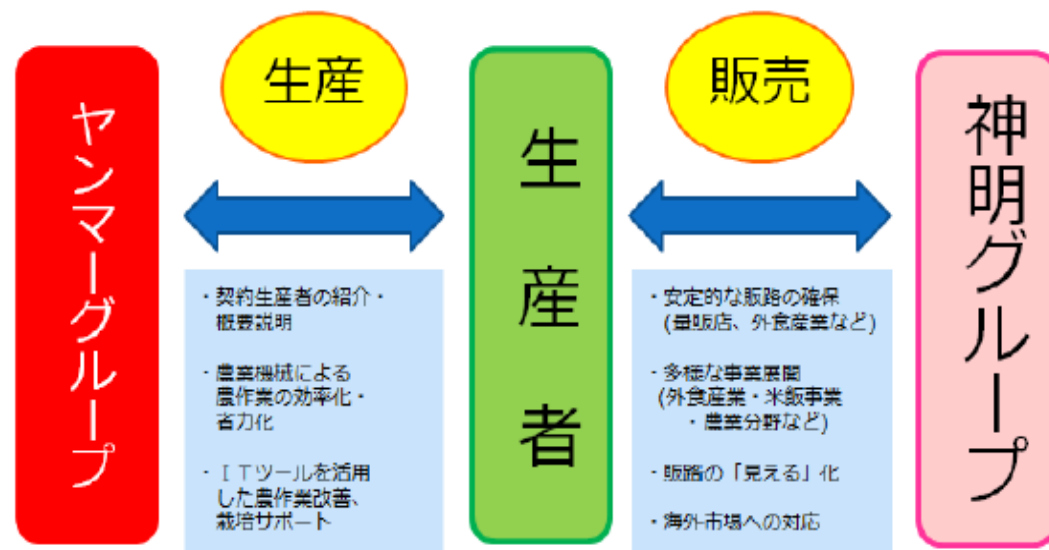 ヤンマーグループ
生産
・契約生産者の紹介・
概要説明
・農業機械による
農作業の効率化・
省力化
・ＩＴツールを活用
した農作業改善、
栽培サポート
生産者
販売
・安定的な販路の確保
(量販店、外食産業など)
・多様な事業展開
(外食産業・米飯事業
・農業分野など)
・販路の「見える」化
・海外市場への対応
神明グループ